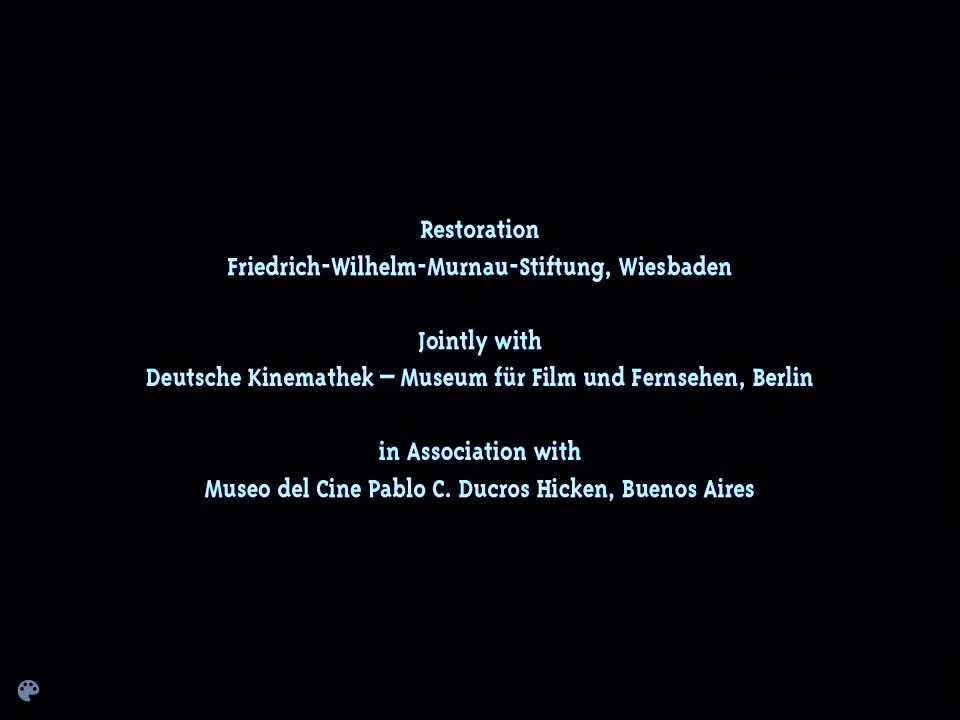 Restoration
Friedrich-Wilhelm-Murnau-Stiftung, Wiesbaden
Jointly with
Deutsche Kinemathek – Museum für Film und Fernsehen, Berlin
in Association with
Museo del Cine Pablo C. Ducros Hicken, Buenos Aires